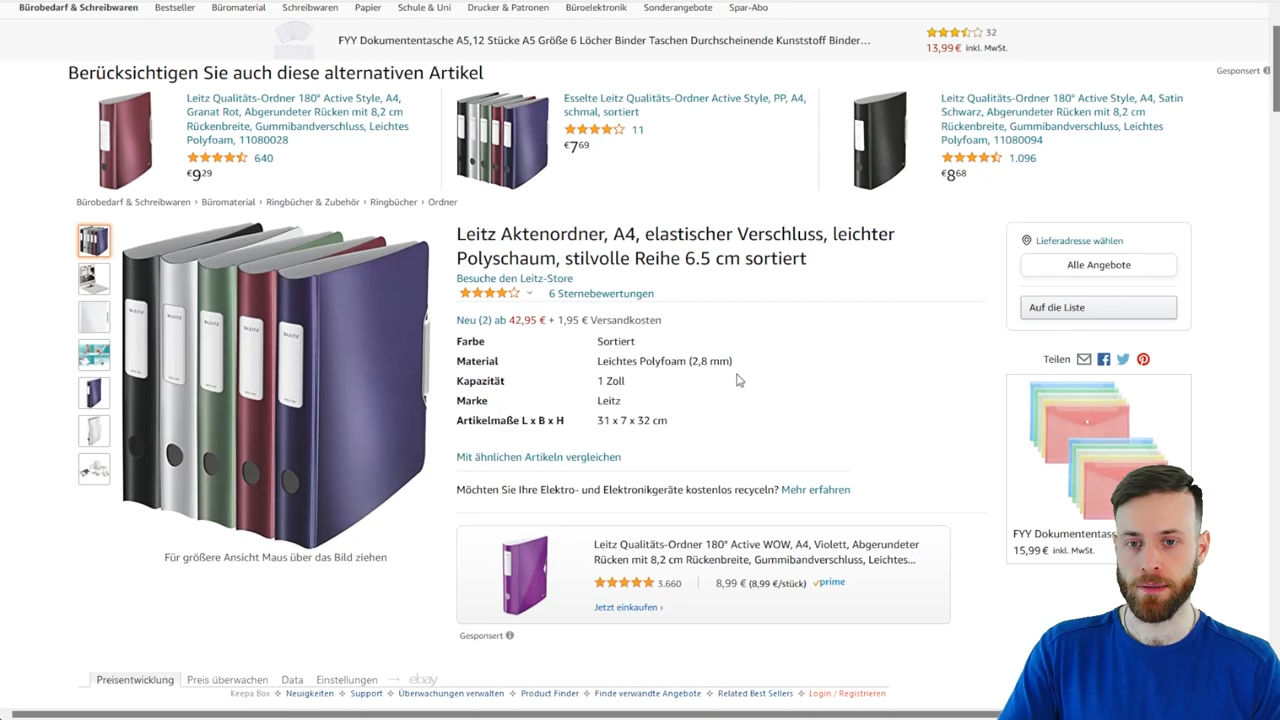 Bürobedarf & Schreibwaren Bestseller Büromaterial Schreibwaren Papier Schule & Uni Drucker & Patronen Büroelektronik Sonderangebote Spar-Abo
FYY Dokumententasche A5,12 Stücke A5 Größe 6 Löcher Binder Taschen Durchscheinende Kunststoff Binder…
32
13,99 € inkl. MwSt.
Berücksichtigen Sie auch diese alternativen Artikel
Gesponsert
Leitz Qualitäts-Ordner 180° Active Style, A4,
Granat Rot, Abgerundeter Rücken mit 8,2 cm
Rückenbreite, Gummibandverschluss, Leichtes
Polyfoam, 11080028
640
€9 29
Esselte Leitz Qualitäts-Ordner Active Style, PP, A4,
schmal, sortiert
11
€7 69
Leitz Qualitäts-Ordner 180° Active Style, A4, Satin
Schwarz, Abgerundeter Rücken mit 8,2 cm
Rückenbreite, Gummibandverschluss, Leichtes
Polyfoam, 11080094
1.096
€8 68
Bürobedarf & Schreibwaren › Büromaterial › Ringbücher & Zubehör › Ringbücher › Ordner
LEITZ LEITZ LEITZ LEITZ LEITZ
Für größere Ansicht Maus über das Bild ziehen
Leitz Aktenordner, A4, elastischer Verschluss, leichter
Polyschaum, stilvolle Reihe 6.5 cm sortiert
Besuche den Leitz-Store
6 Sternebewertungen
Neu (2) ab 42,95 € + 1,95 € Versandkosten
Farbe Sortiert
Material Leichtes Polyfoam (2,8 mm)
Kapazität 1 Zoll
Marke Leitz
Artikelmaße L x B x H 31 x 7 x 32 cm
Mit ähnlichen Artikeln vergleichen
Möchten Sie Ihre Elektro- und Elektronikgeräte kostenlos recyceln? Mehr erfahren
Leitz Qualitäts-Ordner 180° Active WOW, A4, Violett, Abgerundeter
Rücken mit 8,2 cm Rückenbreite, Gummibandverschluss, Leichtes…
3.660 8,99 € (8,99 €/stück) prime
Jetzt einkaufen ›
Gesponsert
Lieferadresse wählen
Alle Angebote
Auf die Liste
Teilen
FYY Dokumententas
15,99 € inkl. MwSt.
Preisentwicklung Preis überwachen Data Einstellungen → ebay
Keepa Box Neuigkeiten Support Überwachungen verwalten Product Finder Finde verwandte Angebote Related Best Sellers Login / Registrieren